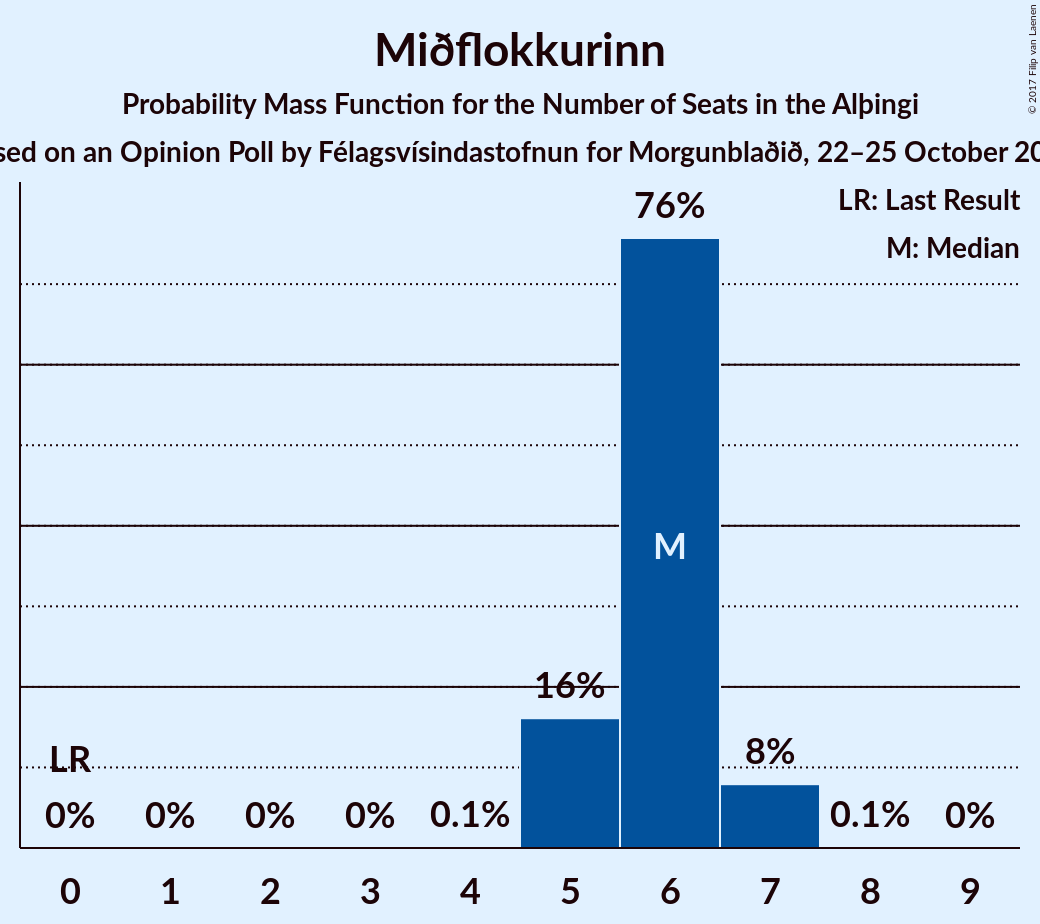 Miðflokkurinn
Probability Mass Function for the Number of Seats in the Alþingi
on an Opinion Poll by Félagsvísindastofnun for Morgunblaðið, 22–25 October
© 2017 Filip van Laenen
LR: Last Result
M: Median
76%
M
16%
LR
8%
0% 0% 0% 0% 0.1% 0.1% 0%
0 1 2 3 4 5 6 7 8 9